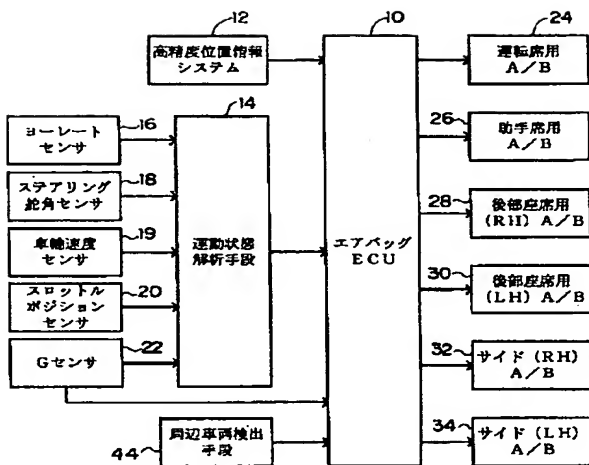 12
高精度位置情報
システム
10
24
運転席用
A/B
14
16
ヨーレート
センサ
18
ステアリング
舵角センサ
19
車輪速度
センサ
20
スロットル
ポジション
センサ
22
Gセンサ
運動状態
解析手段
エアバッグ
ECU
26
助手席用
A/B
28
後部座席用
(RH) A/B
30
後部座席用
(LH) A/B
32
サイド (RH)
A/B
34
サイド (LH)
A/B
44
周辺車両検出
手段